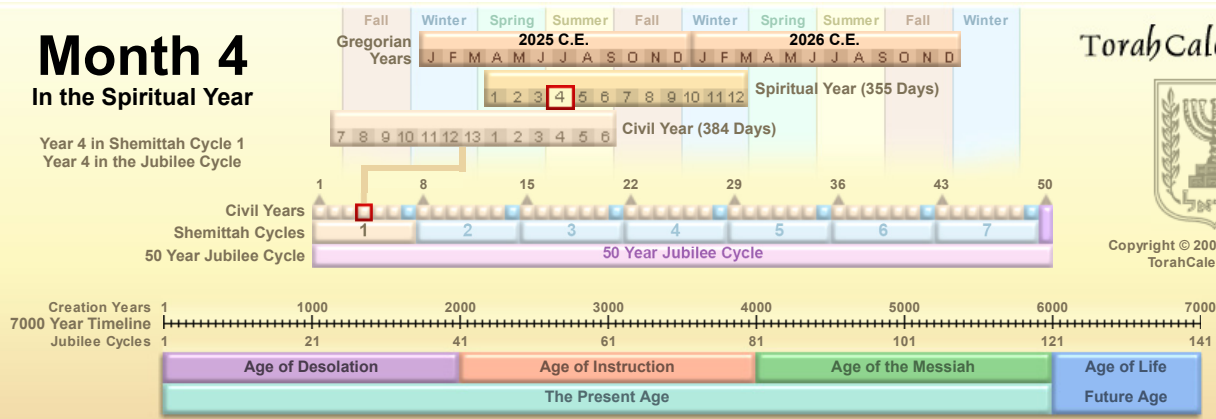 Fall Winter Spring Summer Fall Winter Spring Summer Fall Winter
Month 4
In the Spiritual Year
Year 4 in Shemittah Cycle 1
Year 4 in the Jubilee Cycle
Gregorian Years
2025 C.E. 2026 C.E.
J F M A M J J A S O N D J F M A M J J A S O N D
1 2 3 4 5 6 7 8 9 10 11 12
Spiritual Year (355 Days)
7 8 9 10 11 12 13 1 2 3 4 5 6
Civil Year (384 Days)
1 8 15 22 29 36 43 50
Civil Years
Shemittah Cycles 1 2 3 4 5 6 7
50 Year Jubilee Cycle 50 Year Jubilee Cycle
TorahCale
Copyright © 200
TorahCale
Creation Years 1 1000 2000 3000 4000 5000 6000 7000
7000 Year Timeline
Jubilee Cycles 1 21 41 61 81 101 121 141
Age of Desolation Age of Instruction Age of the Messiah Age of Life
The Present Age Future Age